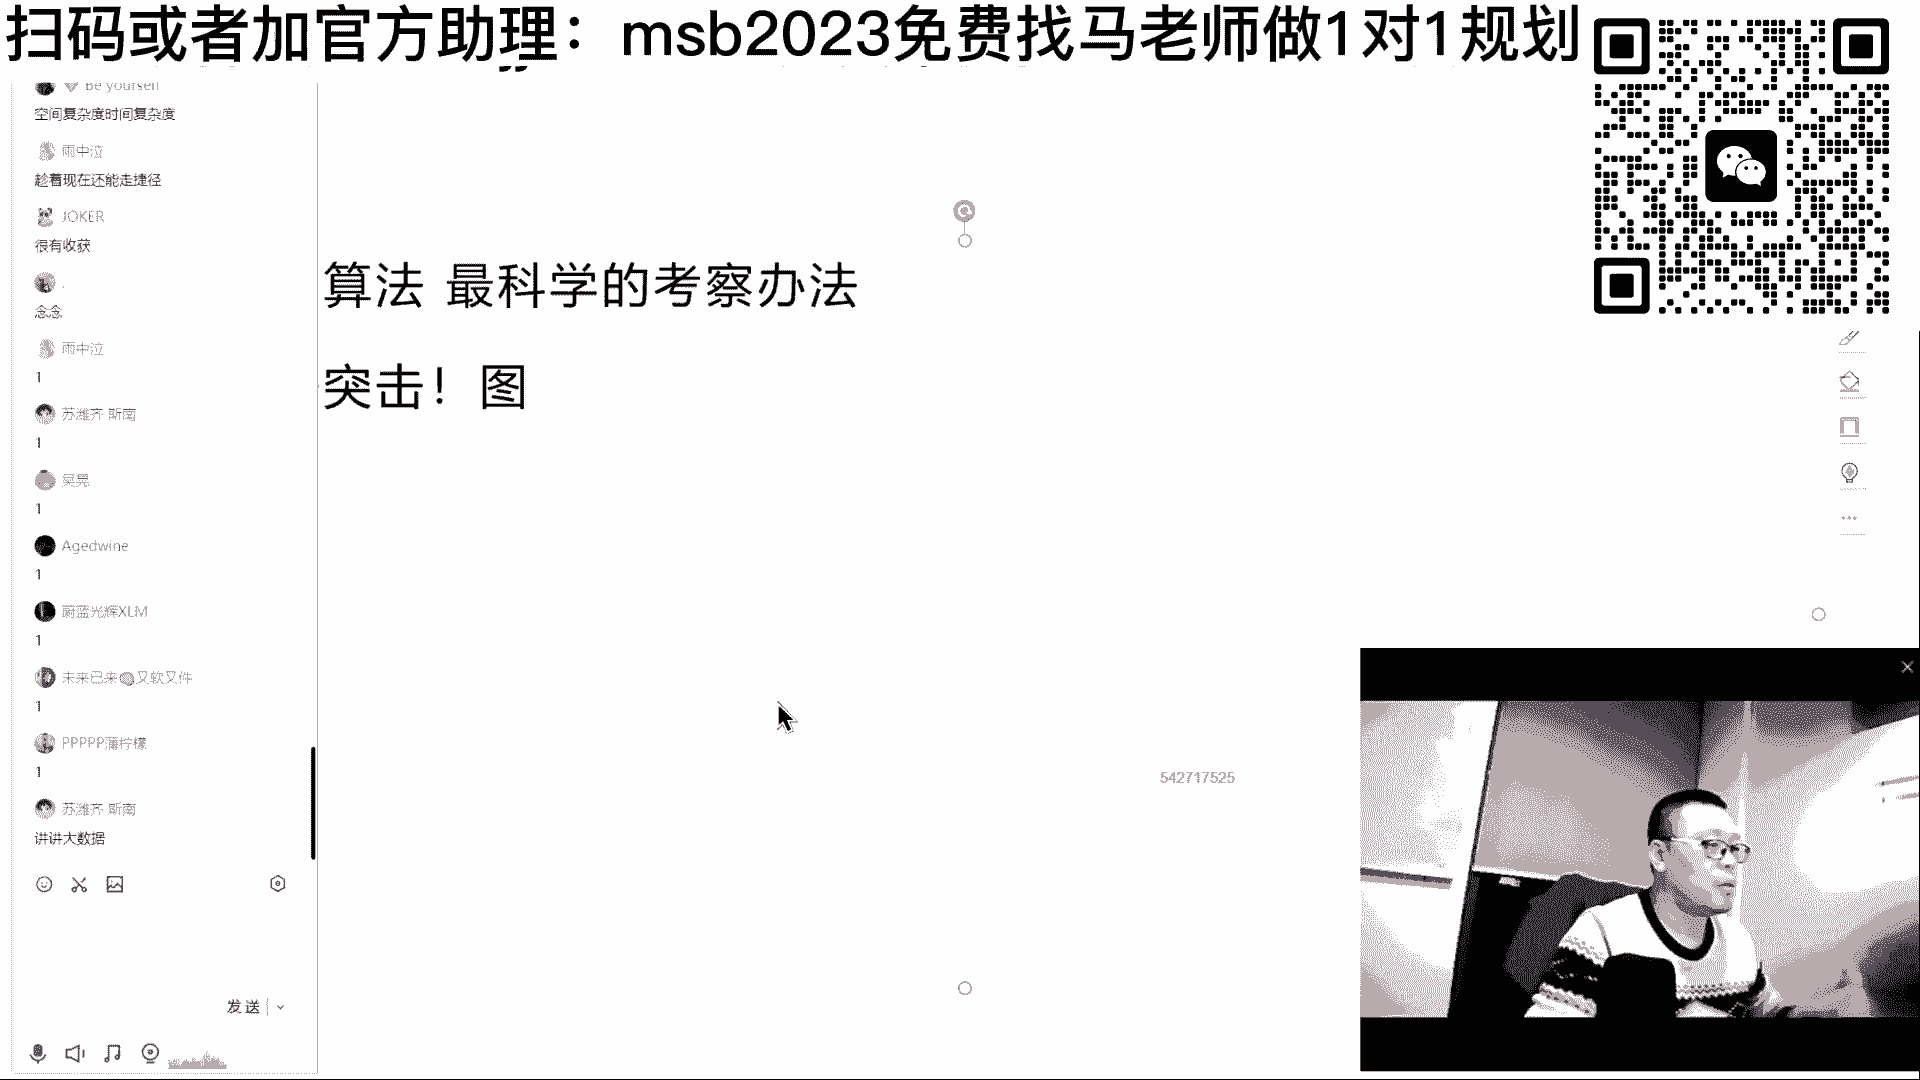 扫码或者加官方助理：msb2023免费找马老师做1对1规划
Be yourself
空间复杂度时间复杂度
雨中泣
趁着现在还能走捷径
JOKER
很有收获
.
念念
雨中泣
1
苏潍齐 斯南
1
吴晃
1
Agedwine
1
蔚蓝光辉XLM
1
未来已来 又软又件
1
PPPPP蒲柠檬
1
苏潍齐 斯南
讲讲大数据
发送
算法 最科学的考察办法
突击！图
542717525